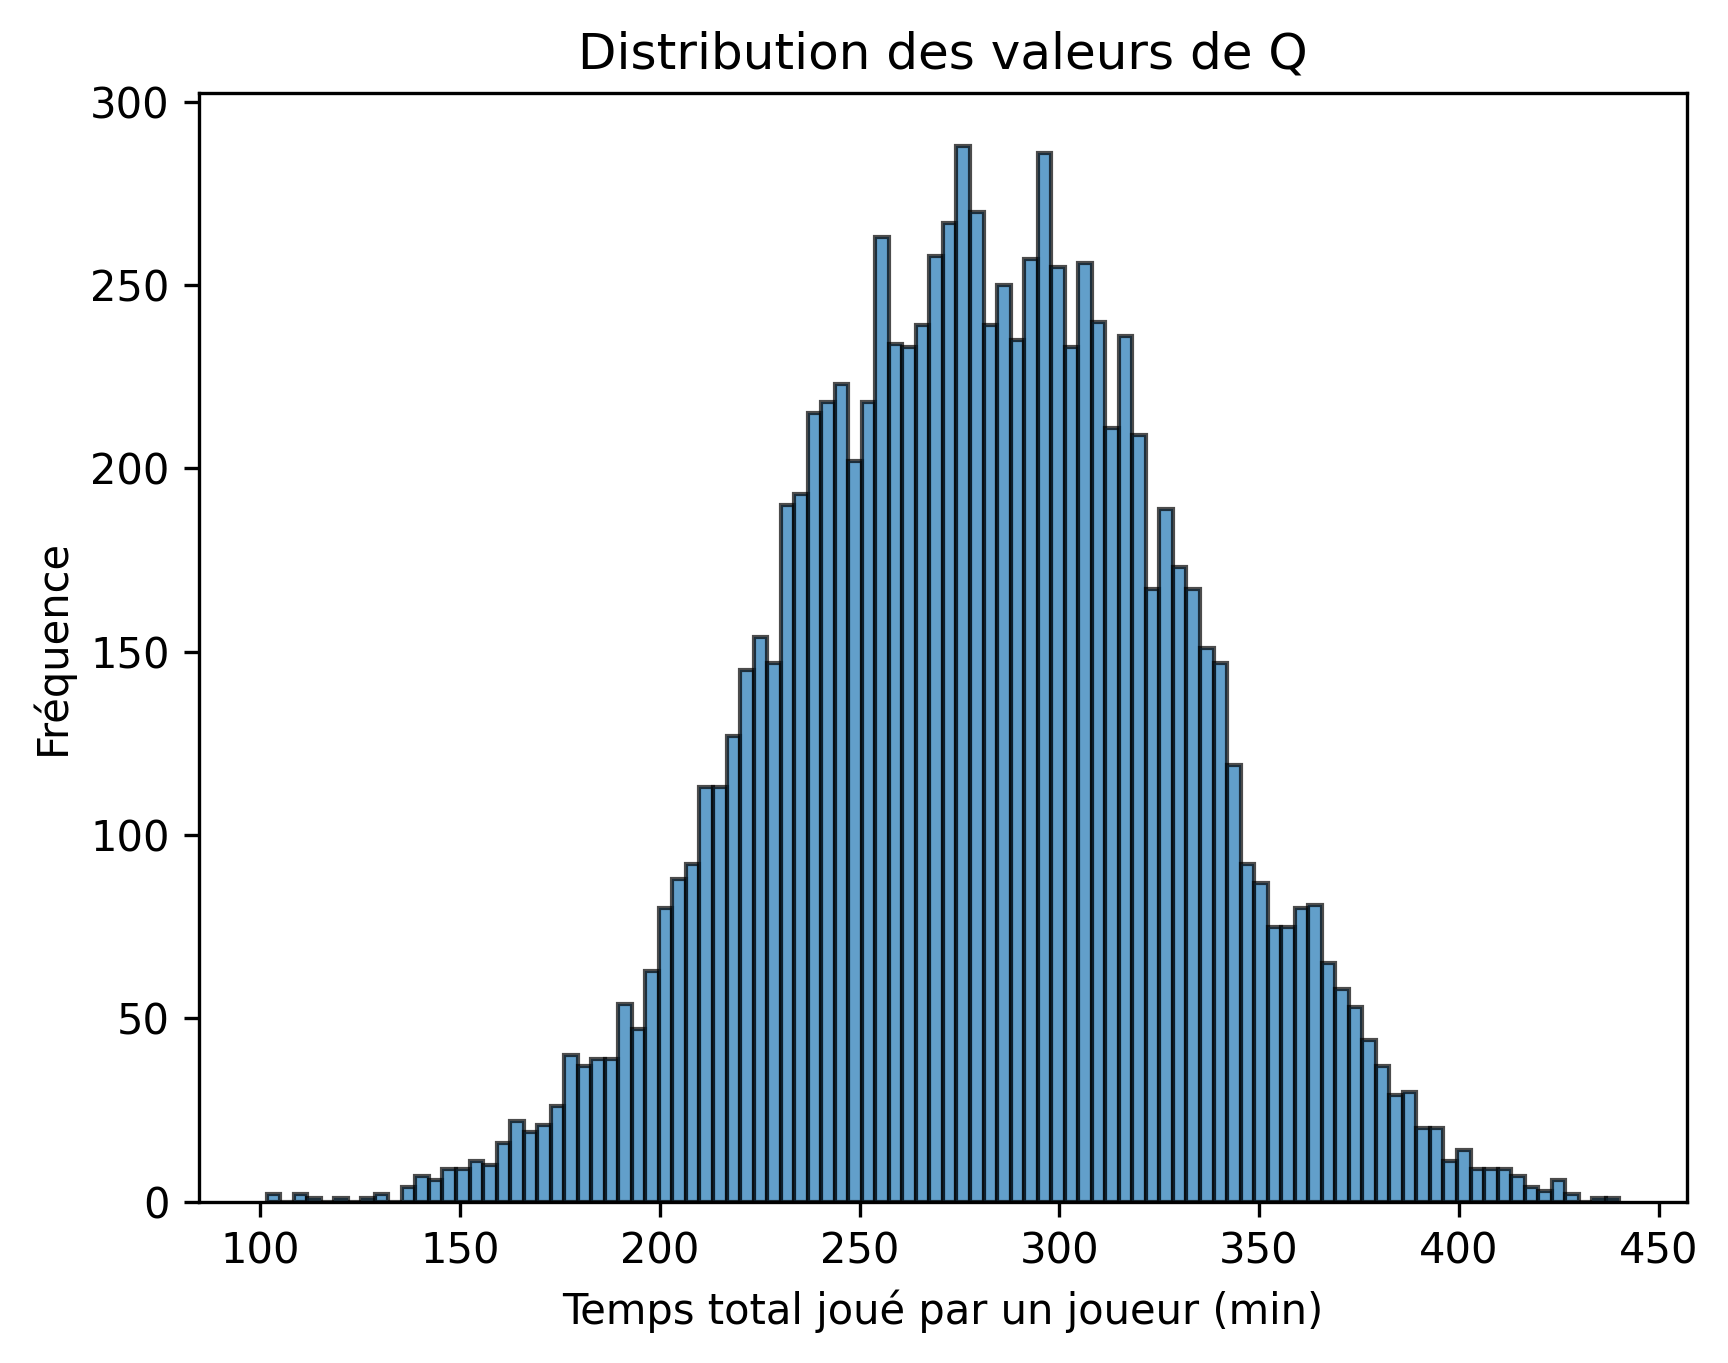 Distribution des valeurs de Q
300
250
200
150
100
50
0
Fréquence
100 150 200 250 300 350 400 450
Temps total joué par un joueur (min)